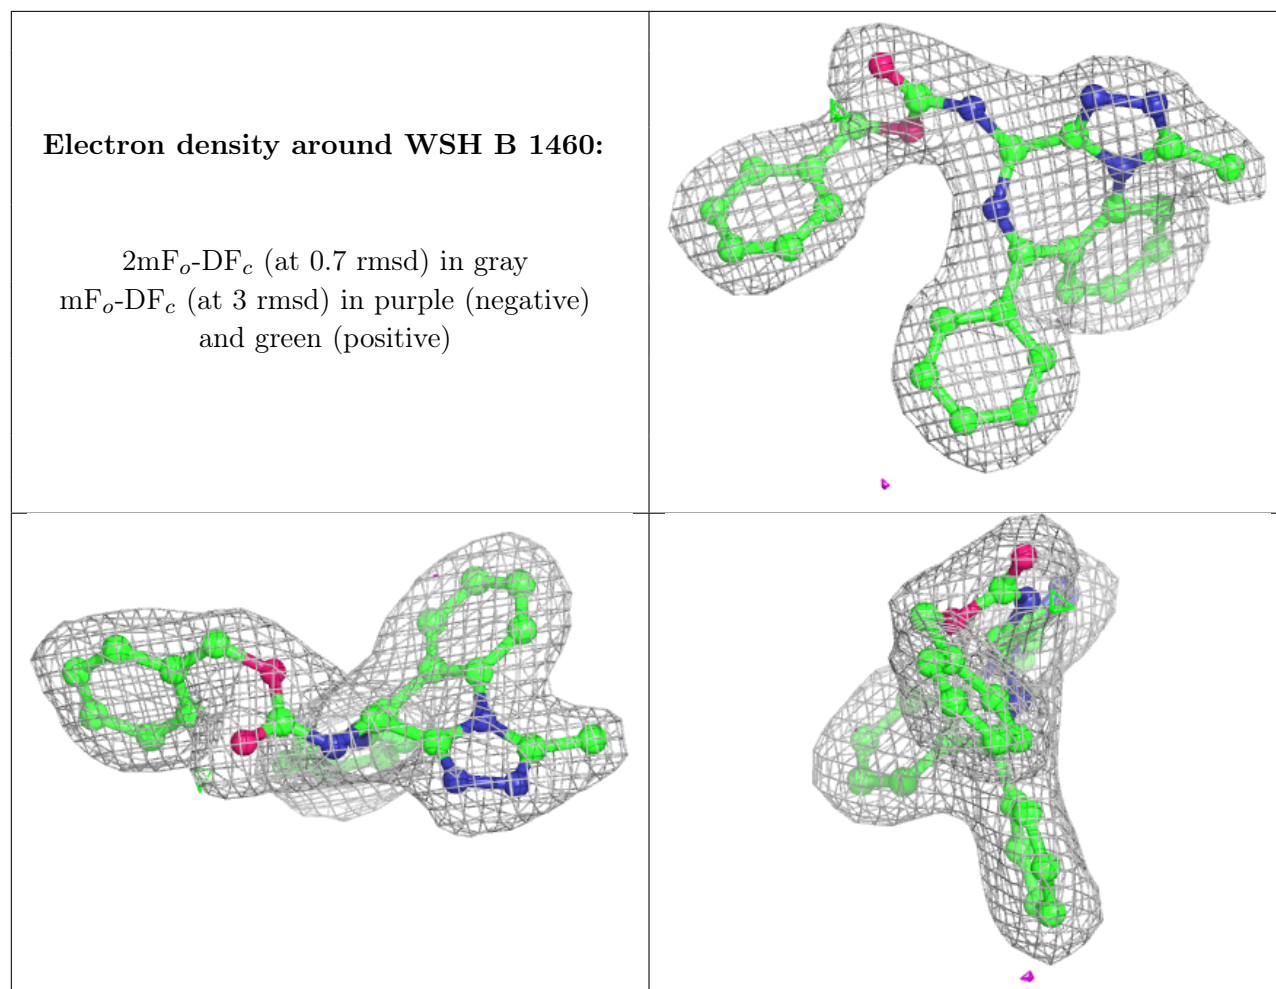 Electron density around WSH B 1460:
2mFo-DFc (at 0.7 rmsd) in gray
mFo-DFc (at 3 rmsd) in purple (negative)
and green (positive)